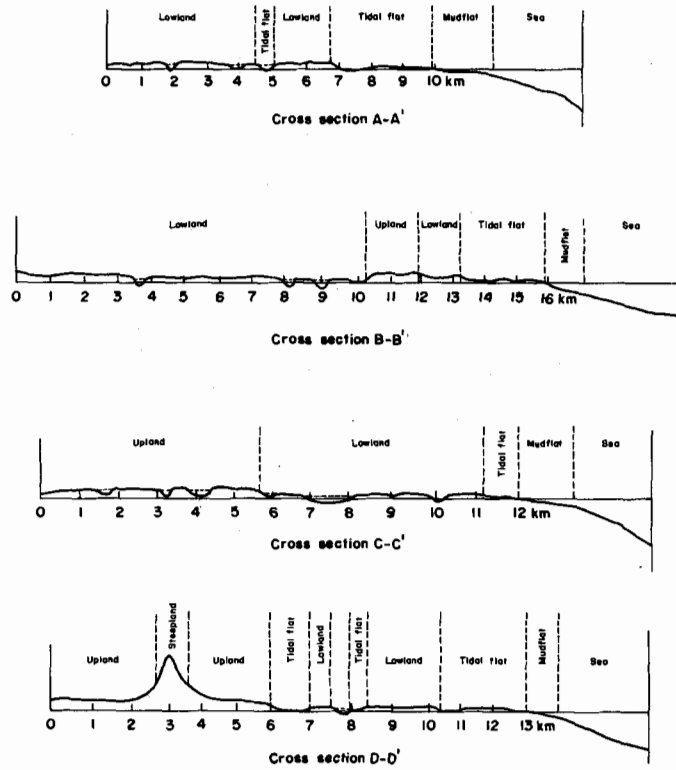 Lowland Tidal flat Lowland Tidal flat Mudflat Sea
0 1 2 3 4 5 6 7 8 9 10 km
Cross section A-A'
Lowland Upland Lowland Tidal flat Mudflat Sea
0 1 2 3 4 5 6 7 8 9 10 11 12 13 14 15 16 km
Cross section B-B'
Upland Lowland Tidal flat Mudflat Sea
0 1 2 3 4 5 6 7 8 9 10 11 12 km
Cross section C-C'
Upland Steepland Upland Tidal flat Lowland Tidal flat Lowland Tidal flat Mudflat Sea
0 1 2 3 4 5 6 7 8 9 10 11 12 13 km
Cross section D-D'